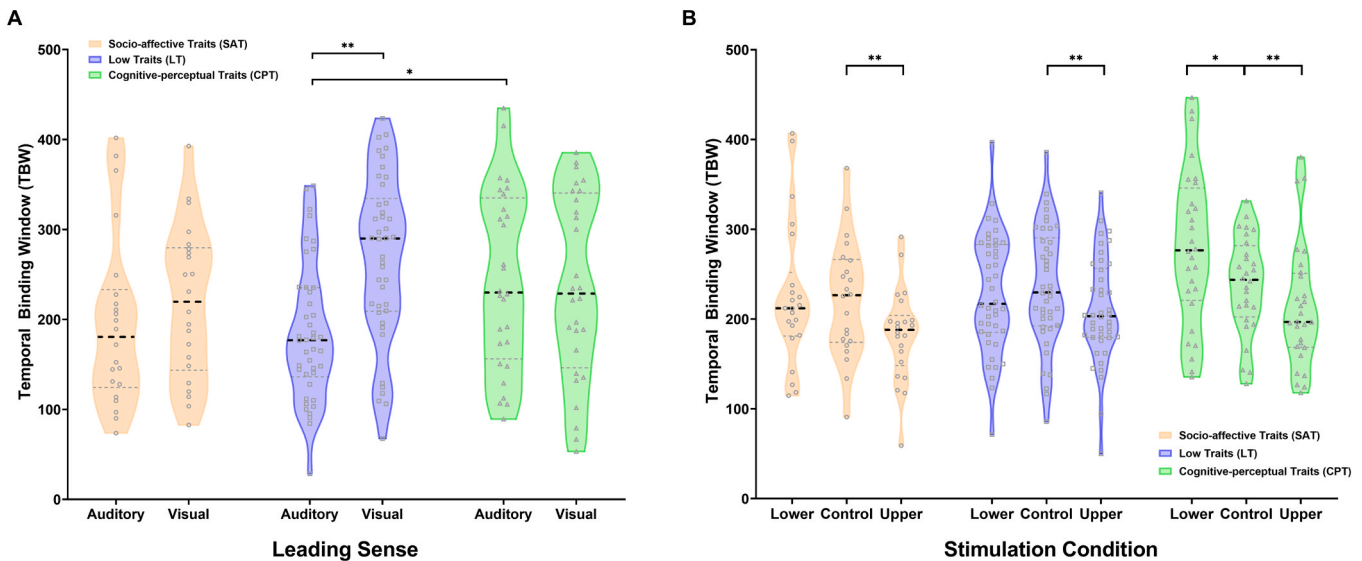 A
Temporal Binding Window (TBW)
500
400
300
200
100
0
Socio-affective Traits (SAT)
Low Traits (LT)
Cognitive-perceptual Traits (CPT)
**
*
Auditory Visual Auditory Visual Auditory Visual
Leading Sense
B
Temporal Binding Window (TBW)
500
400
300
200
100
0
** ** * **
Socio-affective Traits (SAT)
Low Traits (LT)
Cognitive-perceptual Traits (CPT)
Lower Control Upper Lower Control Upper Lower Control Upper
Stimulation Condition